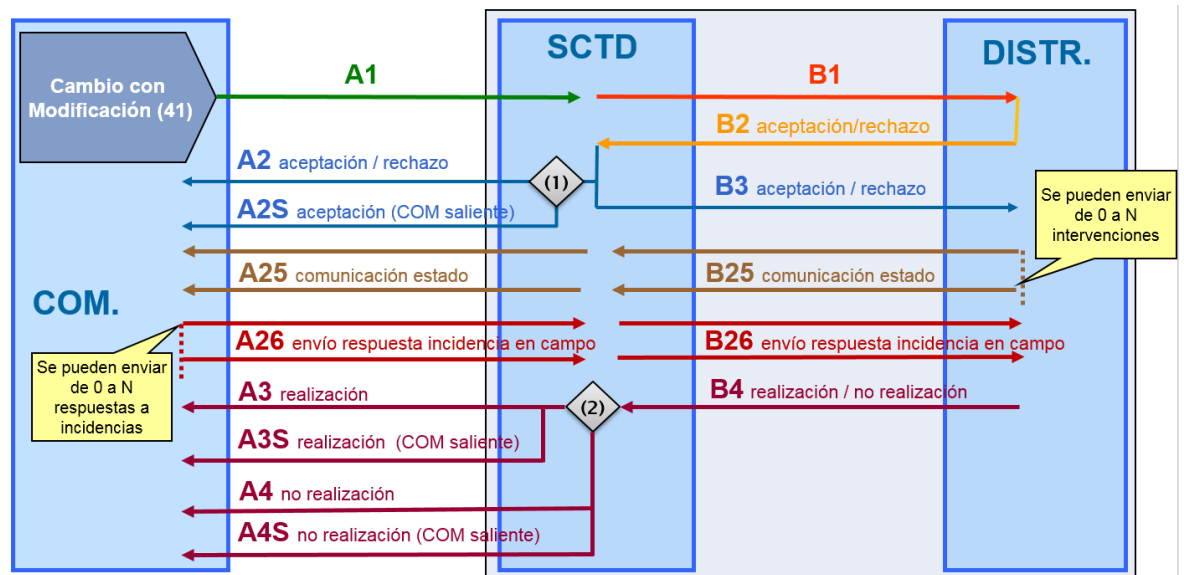 SCTD
DISTR.
Cambio con
Modificación (41)
A1
B1
B2 aceptación/rechazo
A2 aceptación / rechazo
(1)
B3 aceptación / rechazo
A2S aceptación (COM saliente)
Se pueden enviar
de 0 a N
intervenciones
A25 comunicación estado
B25 comunicación estado
COM.
A26 envío respuesta incidencia en campo
B26 envío respuesta incidencia en campo
Se pueden enviar
de 0 a N
respuestas a
incidencias
A3 realización
(2)
B4 realización / no realización
A3S realización (COM saliente)
A4 no realización
A4S no realización (COM saliente)